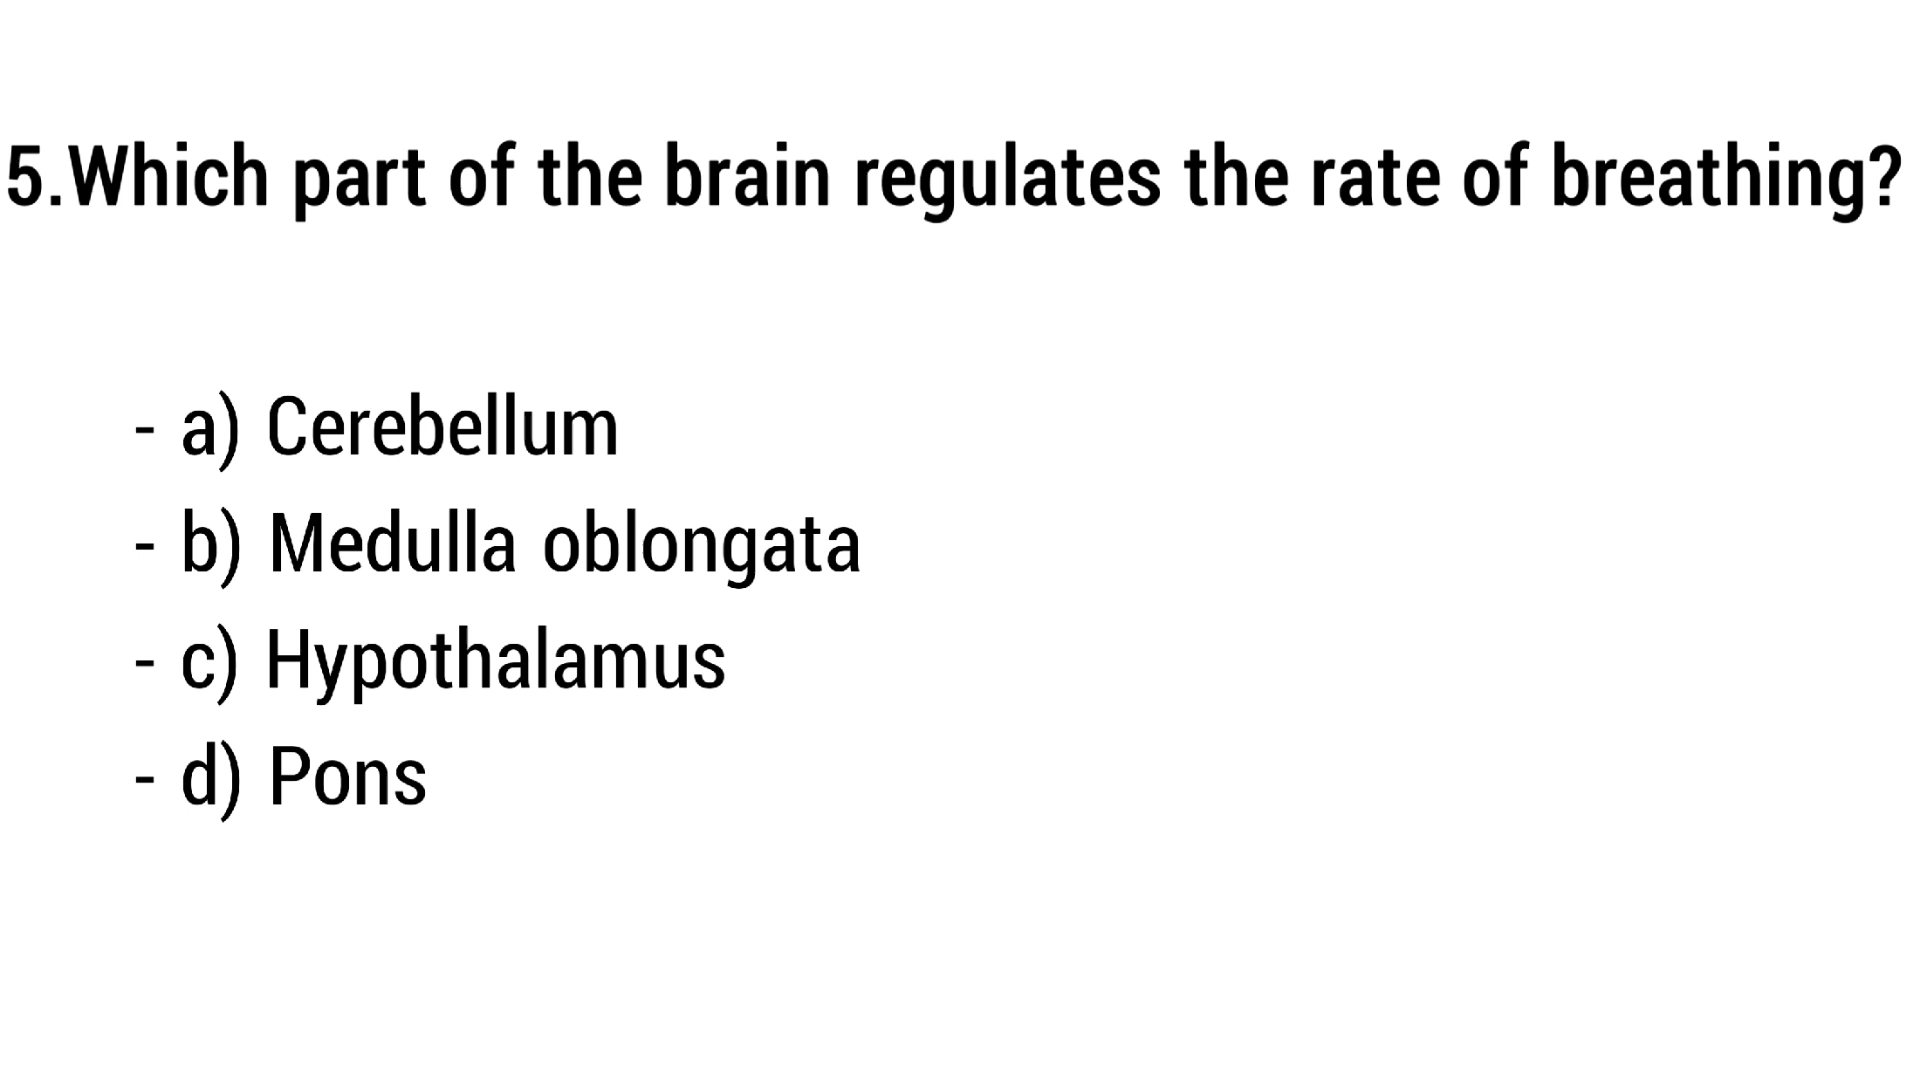 5.Which part of the brain regulates the rate of breathing?
- a) Cerebellum
- b) Medulla oblongata
- c) Hypothalamus
- d) Pons